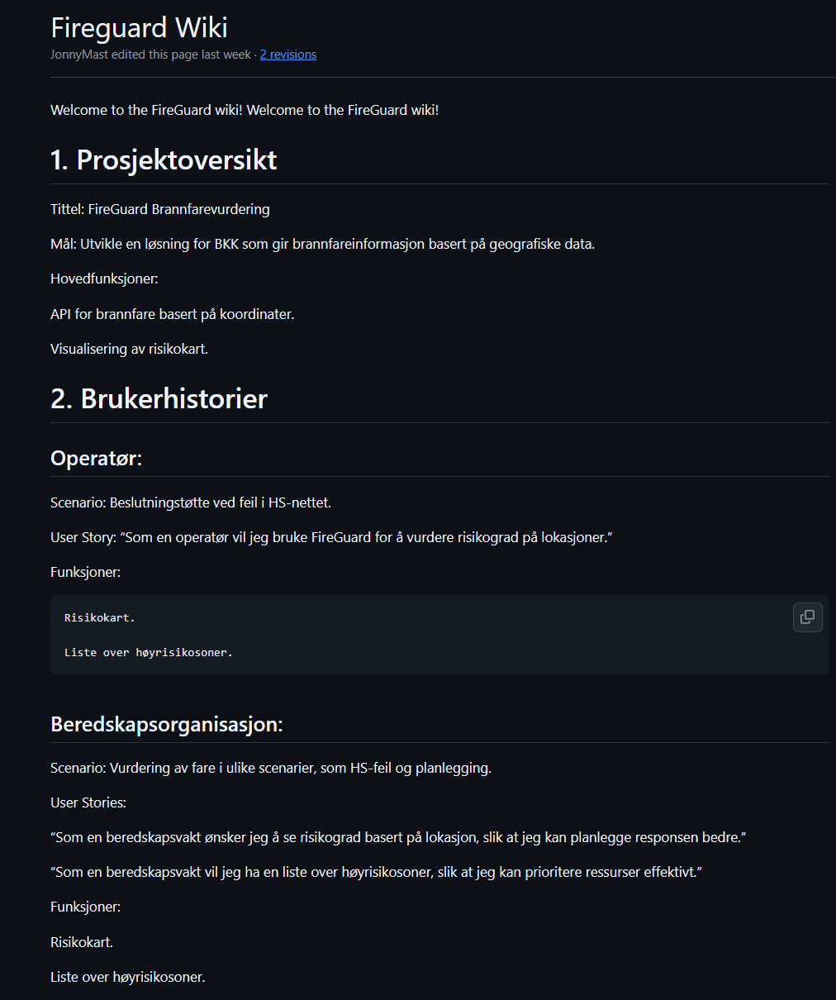 Fireguard Wiki
JonnyMast edited this page last week · 2 revisions
Welcome to the FireGuard wiki! Welcome to the FireGuard wiki!
1. Prosjektoversikt
Tittel: FireGuard Brannfarevurdering
Mål: Utvikle en løsning for BKK som gir brannfareinformasjon basert på geografiske data.
Hovedfunksjoner:
API for brannfare basert på koordinater.
Visualisering av risikokart.
2. Brukerhistorier
Operatør:
Scenario: Beslutningstøtte ved feil i HS-nettet.
User Story: “Som en operatør vil jeg bruke FireGuard for å vurdere risikograd på lokasjoner.”
Funksjoner:
Risikokart.
Liste over høyrisikosoner.
Beredskapsorganisasjon:
Scenario: Vurdering av fare i ulike scenarier, som HS-feil og planlegging.
User Stories:
“Som en beredskapsvakt ønsker jeg å se risikograd basert på lokasjon, slik at jeg kan planlegge responsen bedre.”
“Som en beredskapsvakt vil jeg ha en liste over høyrisikosoner, slik at jeg kan prioritere ressurser effektivt.”
Funksjoner:
Risikokart.
Liste over høyrisikosoner.